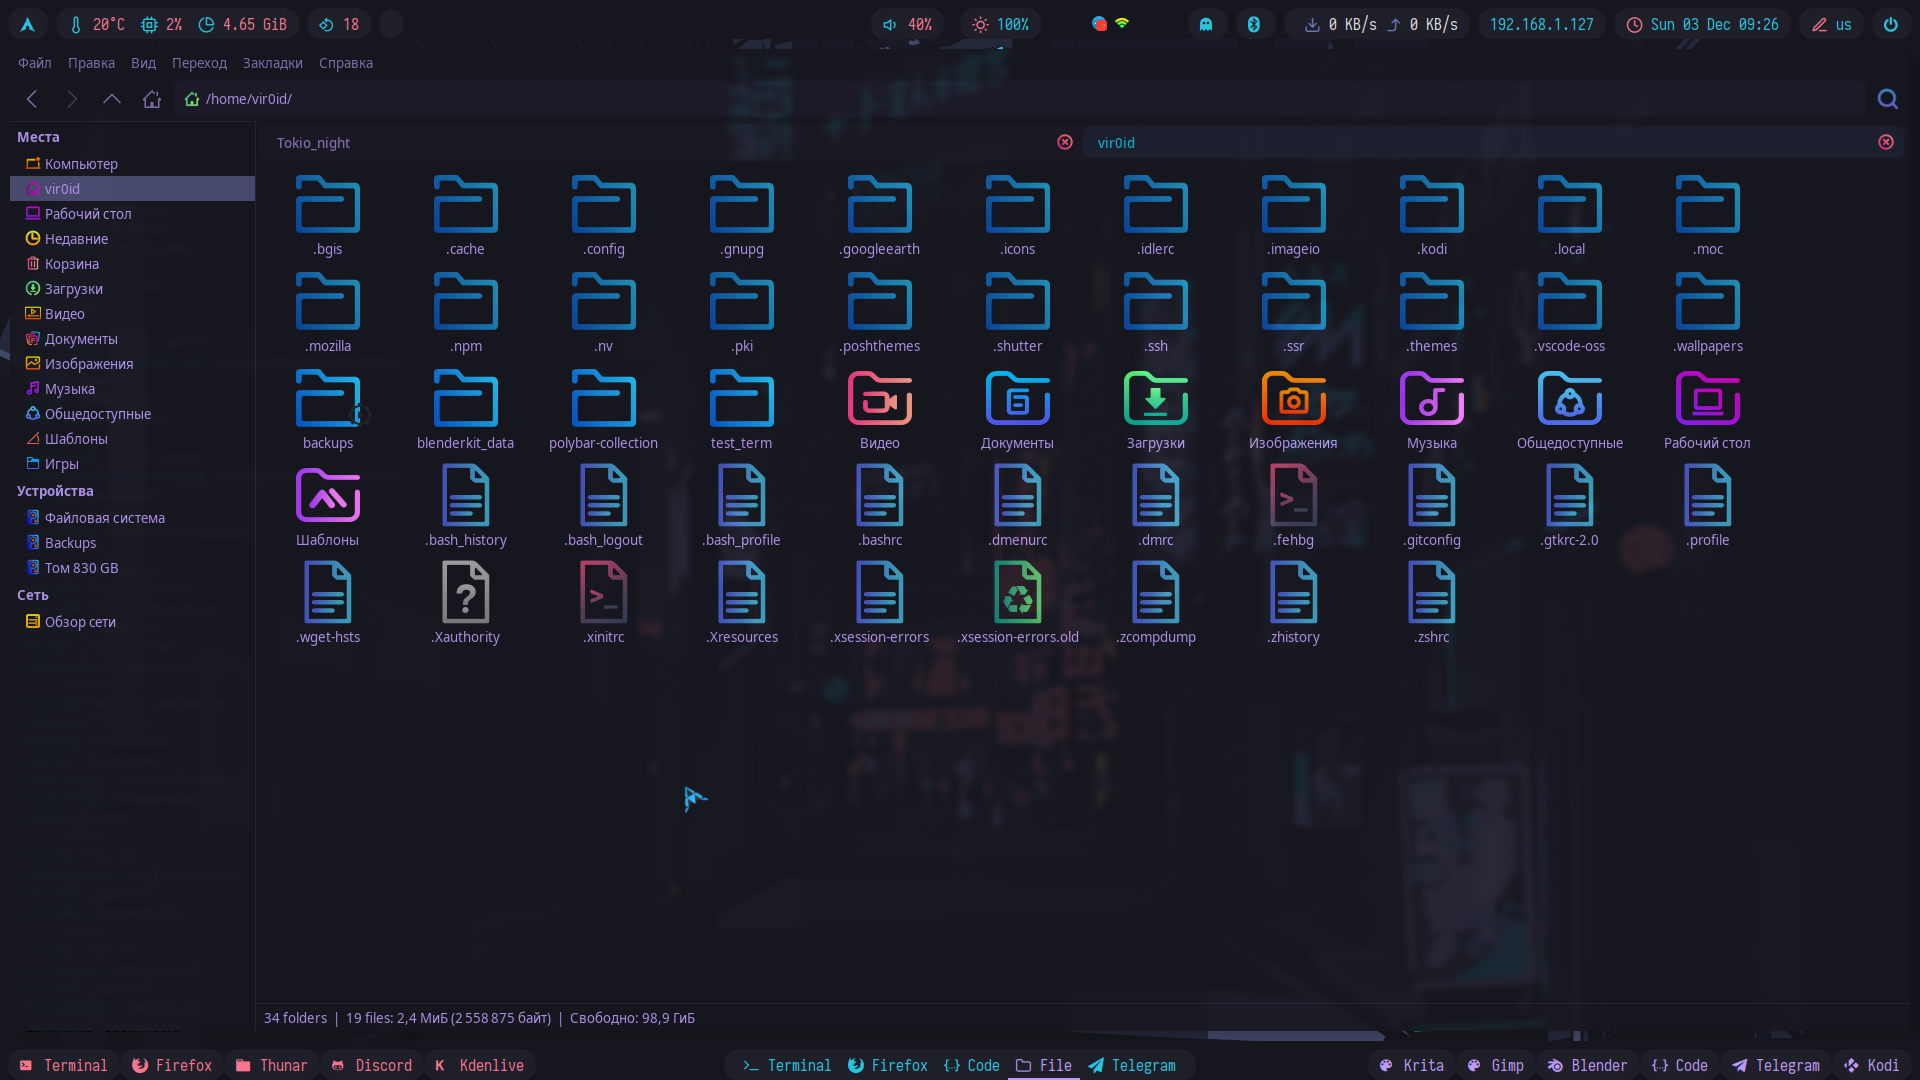 20°C 2% 4.65 GiB 18 40% 100% 0 KB/s 0 KB/s 192.168.1.127 Sun 03 Dec 09:26 us
Файл Правка Вид Переход Закладки Справка
/home/vir0id/
Места
Компьютер
vir0id
Рабочий стол
Недавние
Корзина
Загрузки
Видео
Документы
Изображения
Музыка
Общедоступные
Шаблоны
Игры
Устройства
Файловая система
Backups
Том 830 GB
Сеть
Обзор сети
Tokio_night vir0id
.bgis .cache .config .gnupg .googleearth .icons .idlerc .imageio .kodi .local .moc
.mozilla .npm .nv .pki .poshthemes .shutter .ssh .ssr .themes .vscode-oss .wallpapers
backups blenderkit_data polybar-collection test_term Видео Документы Загрузки Изображения Музыка Общедоступные Рабочий стол
Шаблоны .bash_history .bash_logout .bash_profile .bashrc .dmenurc .dmrc .fehbg .gitconfig .gtkrc-2.0 .profile
.wget-hsts .Xauthority .xinitrc .Xresources .xsession-errors .xsession-errors.old .zcompdump .zhistory .zshrc
34 folders | 19 files: 2,4 МиБ (2 558 875 байт) | Свободно: 98,9 ГиБ
Terminal Firefox Thunar Discord Kdenlive Terminal Firefox Code File Telegram Krita Gimp Blender Code Telegram Kodi